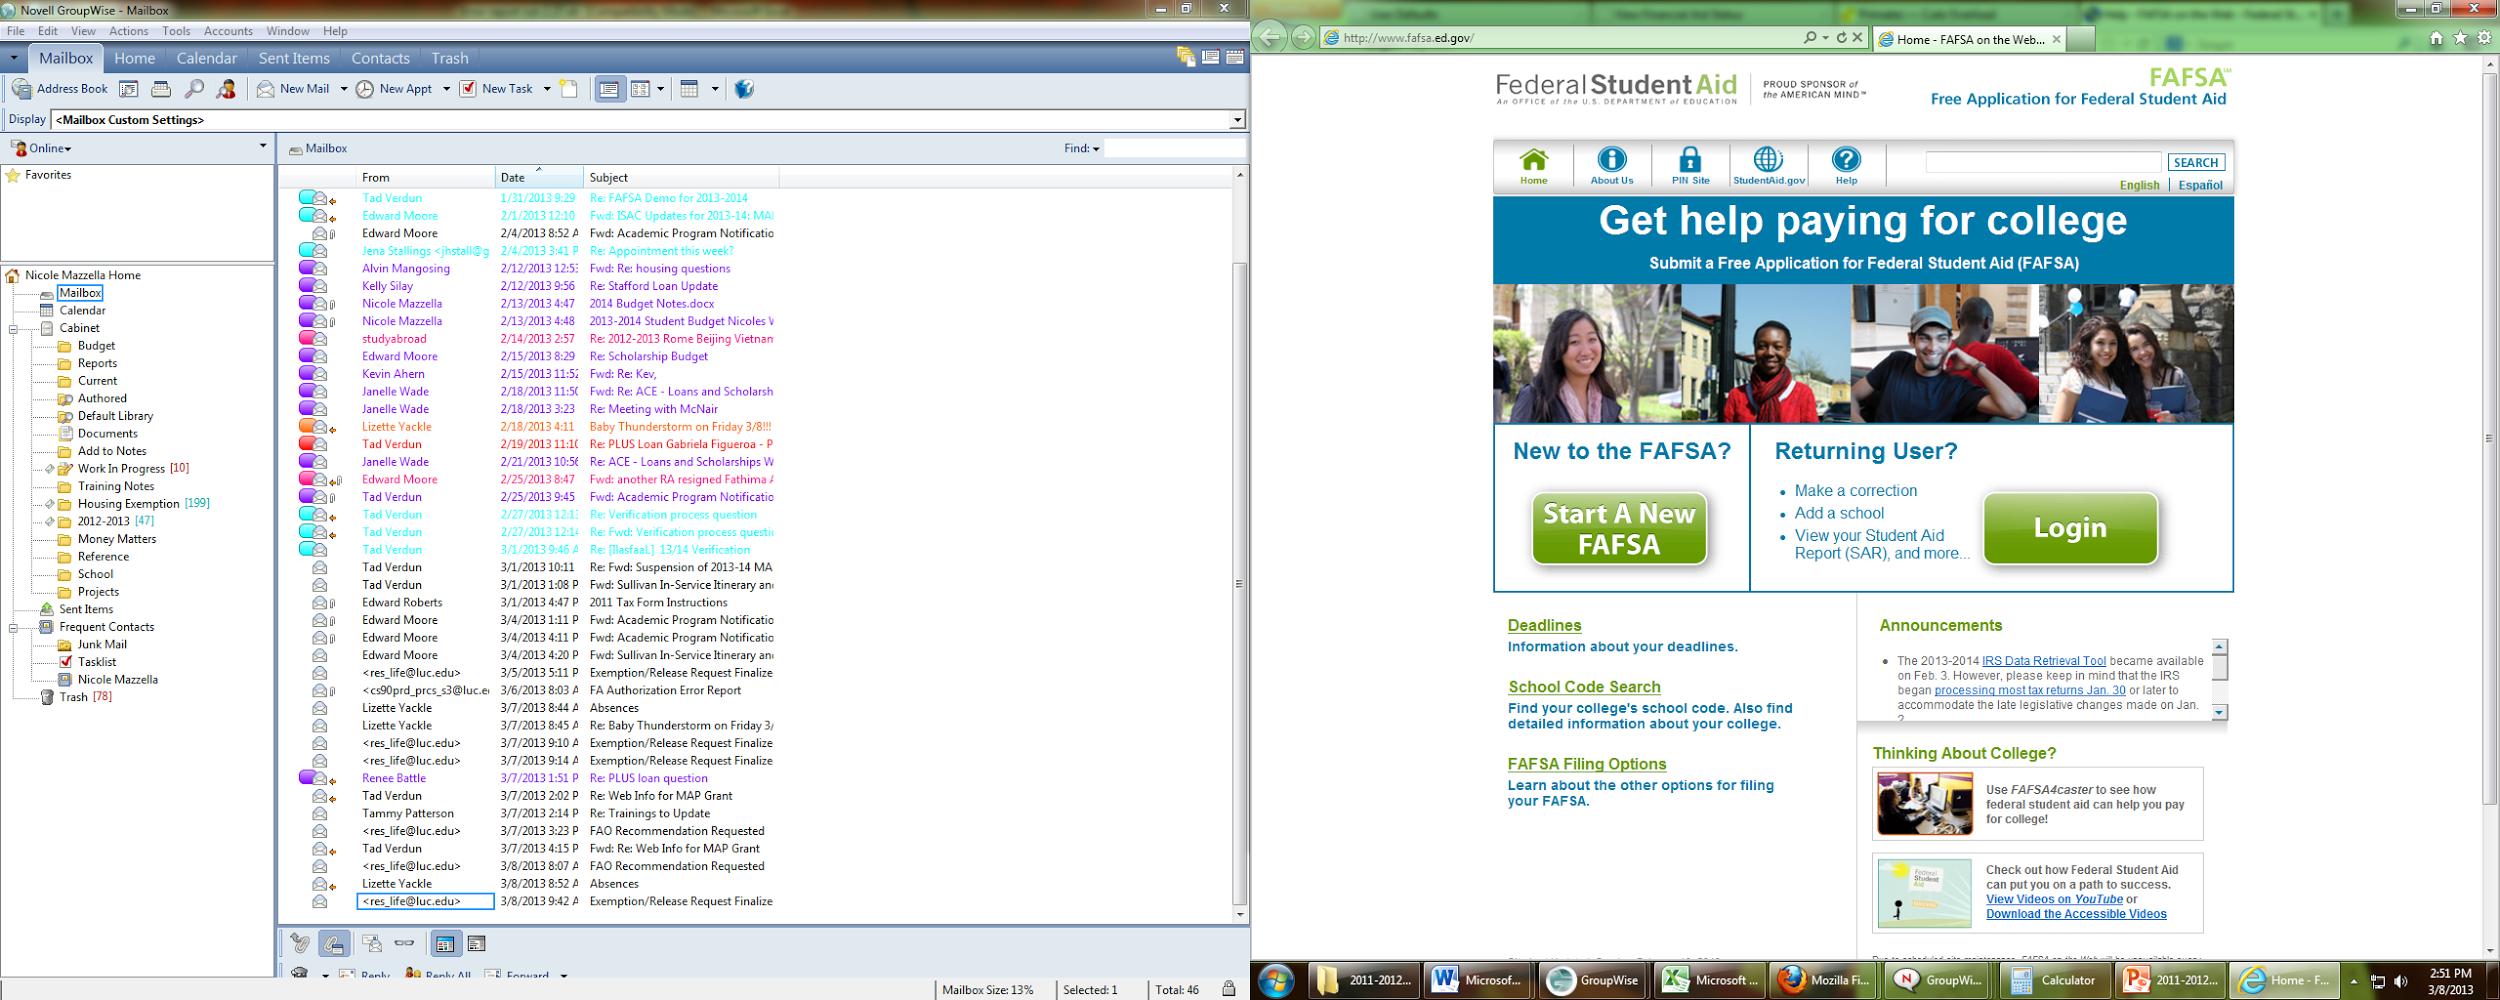 Novell GroupWise - Mailbox
File Edit View Actions Tools Accounts Window Help
Mailbox Home Calendar Sent Items Contacts Trash
Address Book New Mail New Appt New Task
Display <Mailbox Custom Settings>
Online
Mailbox Find:
Favorites
Nicole Mazzella Home
Mailbox
Calendar
Cabinet
Budget
Reports
Current
Authored
Default Library
Documents
Add to Notes
Work In Progress [10]
Training Notes
Housing Exemption [199]
2012-2013 [47]
Money Matters
Reference
School
Projects
Sent Items
Frequent Contacts
Junk Mail
Tasklist
Nicole Mazzella
Trash [78]
From Date Subject
Tad Verdun 1/31/2013 9:29 Re: FAFSA Demo for 2013-2014
Edward Moore 2/1/2013 12:10 Fwd: ISAC Updates for 2013-14: MA
Edward Moore 2/4/2013 8:52 A Fwd: Academic Program Notificatio
Jena Stallings <jhstall@g 2/4/2013 3:41 P Re: Appointment this week?
Alvin Mangosing 2/12/2013 12:53 Fwd: Re: housing questions
Kelly Silay 2/12/2013 9:56 Re: Stafford Loan Update
Nicole Mazzella 2/13/2013 4:47 2014 Budget Notes.docx
Nicole Mazzella 2/13/2013 4:48 2013-2014 Student Budget Nicoles V
studyabroad 2/14/2013 2:57 Re: 2012-2013 Rome Beijing Vietnam
Edward Moore 2/15/2013 8:29 Re: Scholarship Budget
Kevin Ahern 2/15/2013 11:52 Fwd: Re: Kev,
Janelle Wade 2/18/2013 11:50 Fwd: Re: ACE - Loans and Scholarsh
Janelle Wade 2/18/2013 3:23 Re: Meeting with McNair
Lizette Yackle 2/18/2013 4:11 Baby Thunderstorm on Friday 3/8!!!
Tad Verdun 2/19/2013 11:10 Re: PLUS Loan Gabriela Figueroa - P
Janelle Wade 2/21/2013 10:56 Re: ACE - Loans and Scholarships W
Edward Moore 2/25/2013 8:47 Fwd: another RA resigned Fathima A
Tad Verdun 2/25/2013 9:45 Fwd: Academic Program Notificatio
Tad Verdun 2/27/2013 12:13 Re: Verification process question
Tad Verdun 2/27/2013 12:14 Re: Fwd: Verification process questi
Tad Verdun 3/1/2013 9:46 A Re: [Ilasfaal.] 13/14 Verification
Tad Verdun 3/1/2013 10:11 Re: Fwd: Suspension of 2013-14 MA
Tad Verdun 3/1/2013 1:08 P Fwd: Sullivan In-Service Itinerary an
Edward Roberts 3/1/2013 4:47 P 2011 Tax Form Instructions
Edward Moore 3/4/2013 1:11 P Fwd: Academic Program Notificatio
Edward Moore 3/4/2013 4:11 P Fwd: Academic Program Notificatio
Edward Moore 3/4/2013 4:20 P Fwd: Sullivan In-Service Itinerary an
<res_life@luc.edu> 3/5/2013 5:11 P Exemption/Release Request Finalize
<cs90prd_prcs_s3@luc.e 3/6/2013 8:03 A FA Authorization Error Report
Lizette Yackle 3/7/2013 8:44 A Absences
Lizette Yackle 3/7/2013 8:45 A Re: Baby Thunderstorm on Friday 3/
<res_life@luc.edu> 3/7/2013 9:10 A Exemption/Release Request Finalize
<res_life@luc.edu> 3/7/2013 9:14 A Exemption/Release Request Finalize
Renee Battle 3/7/2013 1:51 P Re: PLUS loan question
Tad Verdun 3/7/2013 2:02 P Re: Web Info for MAP Grant
Tammy Patterson 3/7/2013 2:14 P Re: Trainings to Update
<res_life@luc.edu> 3/7/2013 3:23 P FAO Recommendation Requested
Tad Verdun 3/7/2013 4:15 P Fwd: Re: Web Info for MAP Grant
<res_life@luc.edu> 3/8/2013 8:07 A FAO Recommendation Requested
Lizette Yackle 3/8/2013 8:52 A Absences
<res_life@luc.edu> 3/8/2013 9:42 A Exemption/Release Request Finalize
Reply Reply All Forward
Mailbox Size: 13% Selected: 1 Total: 46
http://www.fafsa.ed.gov/ Home - FAFSA on the Web...
Federal Student Aid PROUD SPONSOR of
An OFFICE of the U.S. DEPARTMENT of EDUCATION the AMERICAN MIND™
FAFSA℠
Free Application for Federal Student Aid
Home About Us PIN Site StudentAid.gov Help SEARCH
English Español
Get help paying for college
Submit a Free Application for Federal Student Aid (FAFSA)
New to the FAFSA?
Start A New
FAFSA
Returning User?
• Make a correction
• Add a school
• View your Student Aid
Report (SAR), and more...
Login
Deadlines
Information about your deadlines.
School Code Search
Find your college's school code. Also find
detailed information about your college.
FAFSA Filing Options
Learn about the other options for filing
your FAFSA.
Announcements
• The 2013-2014 IRS Data Retrieval Tool became available
on Feb. 3. However, please keep in mind that the IRS
began processing most tax returns Jan. 30 or later to
accommodate the late legislative changes made on Jan.
2
Thinking About College?
Use FAFSA4caster to see how
federal student aid can help you pay
for college!
Federal
Student
Aid
Check out how Federal Student Aid
can put you on a path to success.
View Videos on YouTube or
Download the Accessible Videos
2011-2012... Microsof... GroupWise Microsoft ... Mozilla Fi... GroupWi... Calculator 2011-2012... Home - F...
2:51 PM
3/8/2013